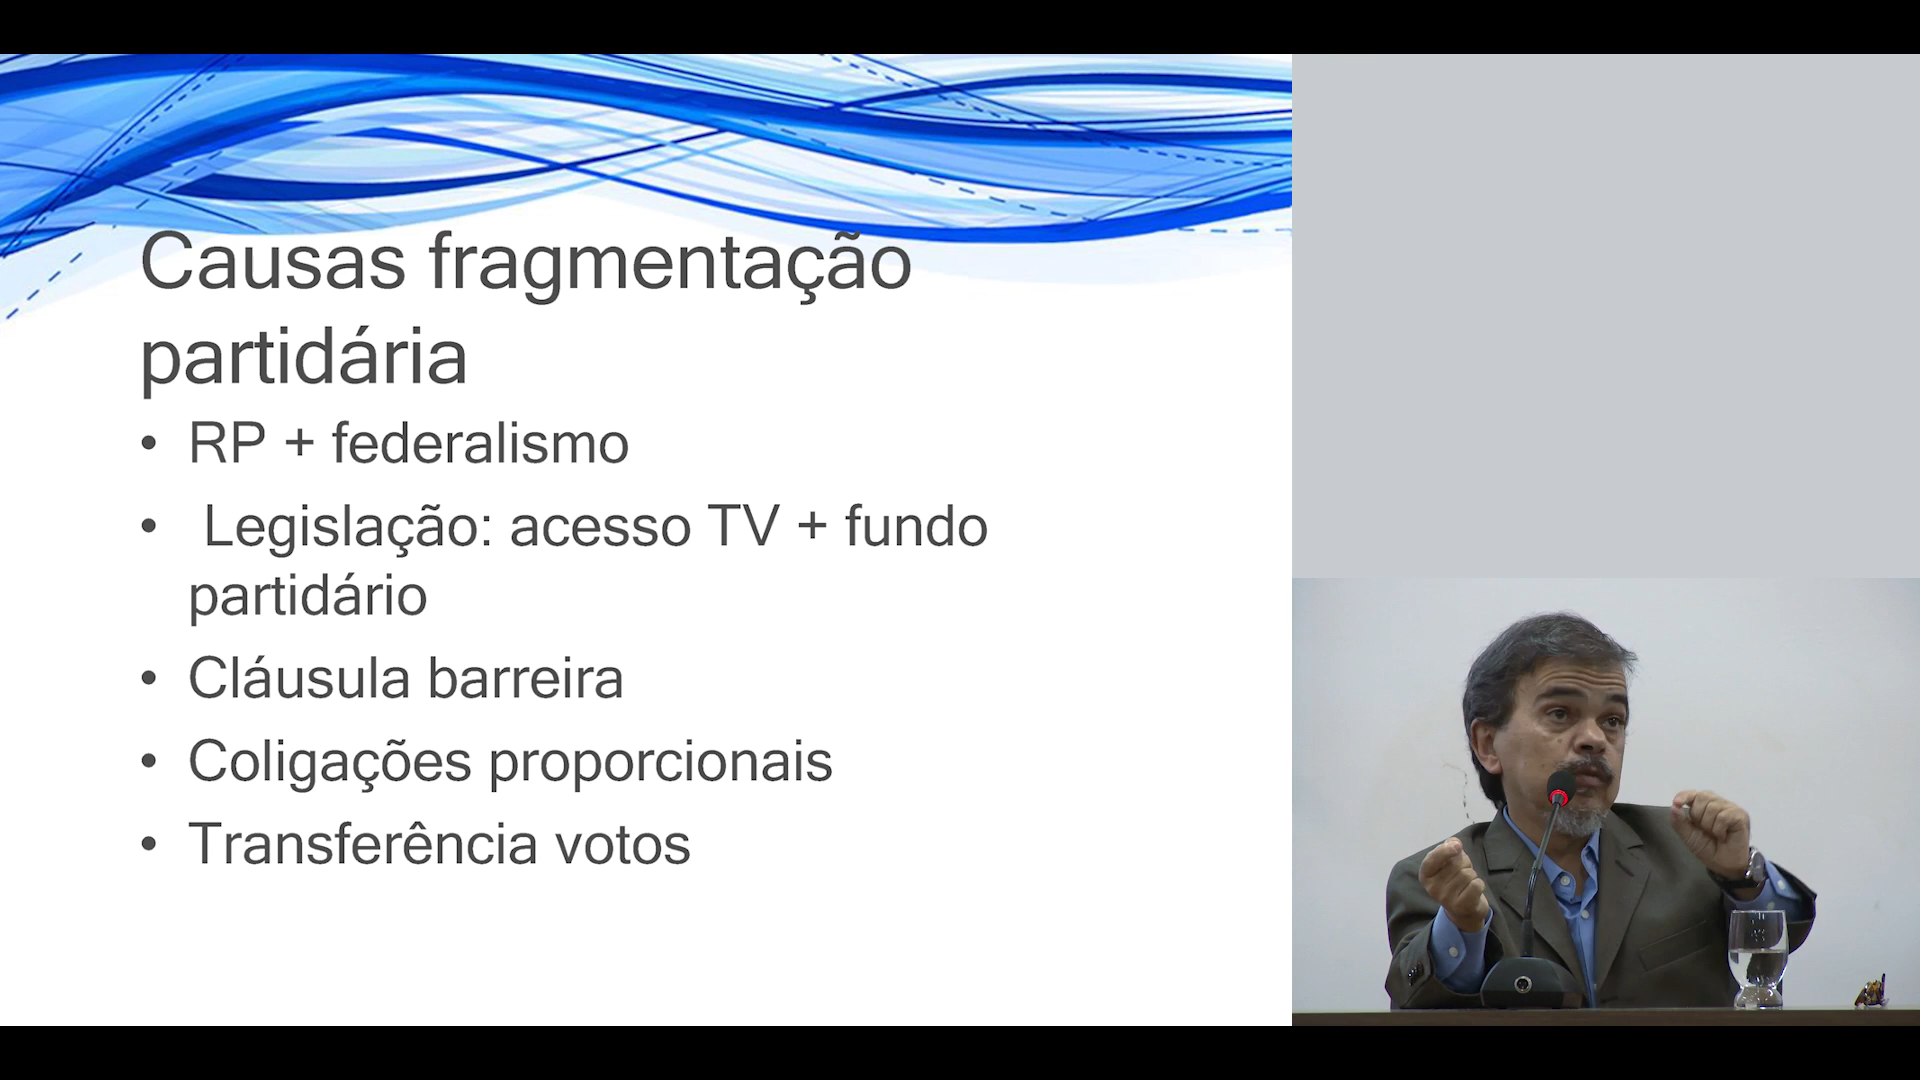 Causas fragmentação
partidária
• RP + federalismo
• Legislação: acesso TV + fundo
partidário
• Cláusula barreira
• Coligações proporcionais
• Transferência votos